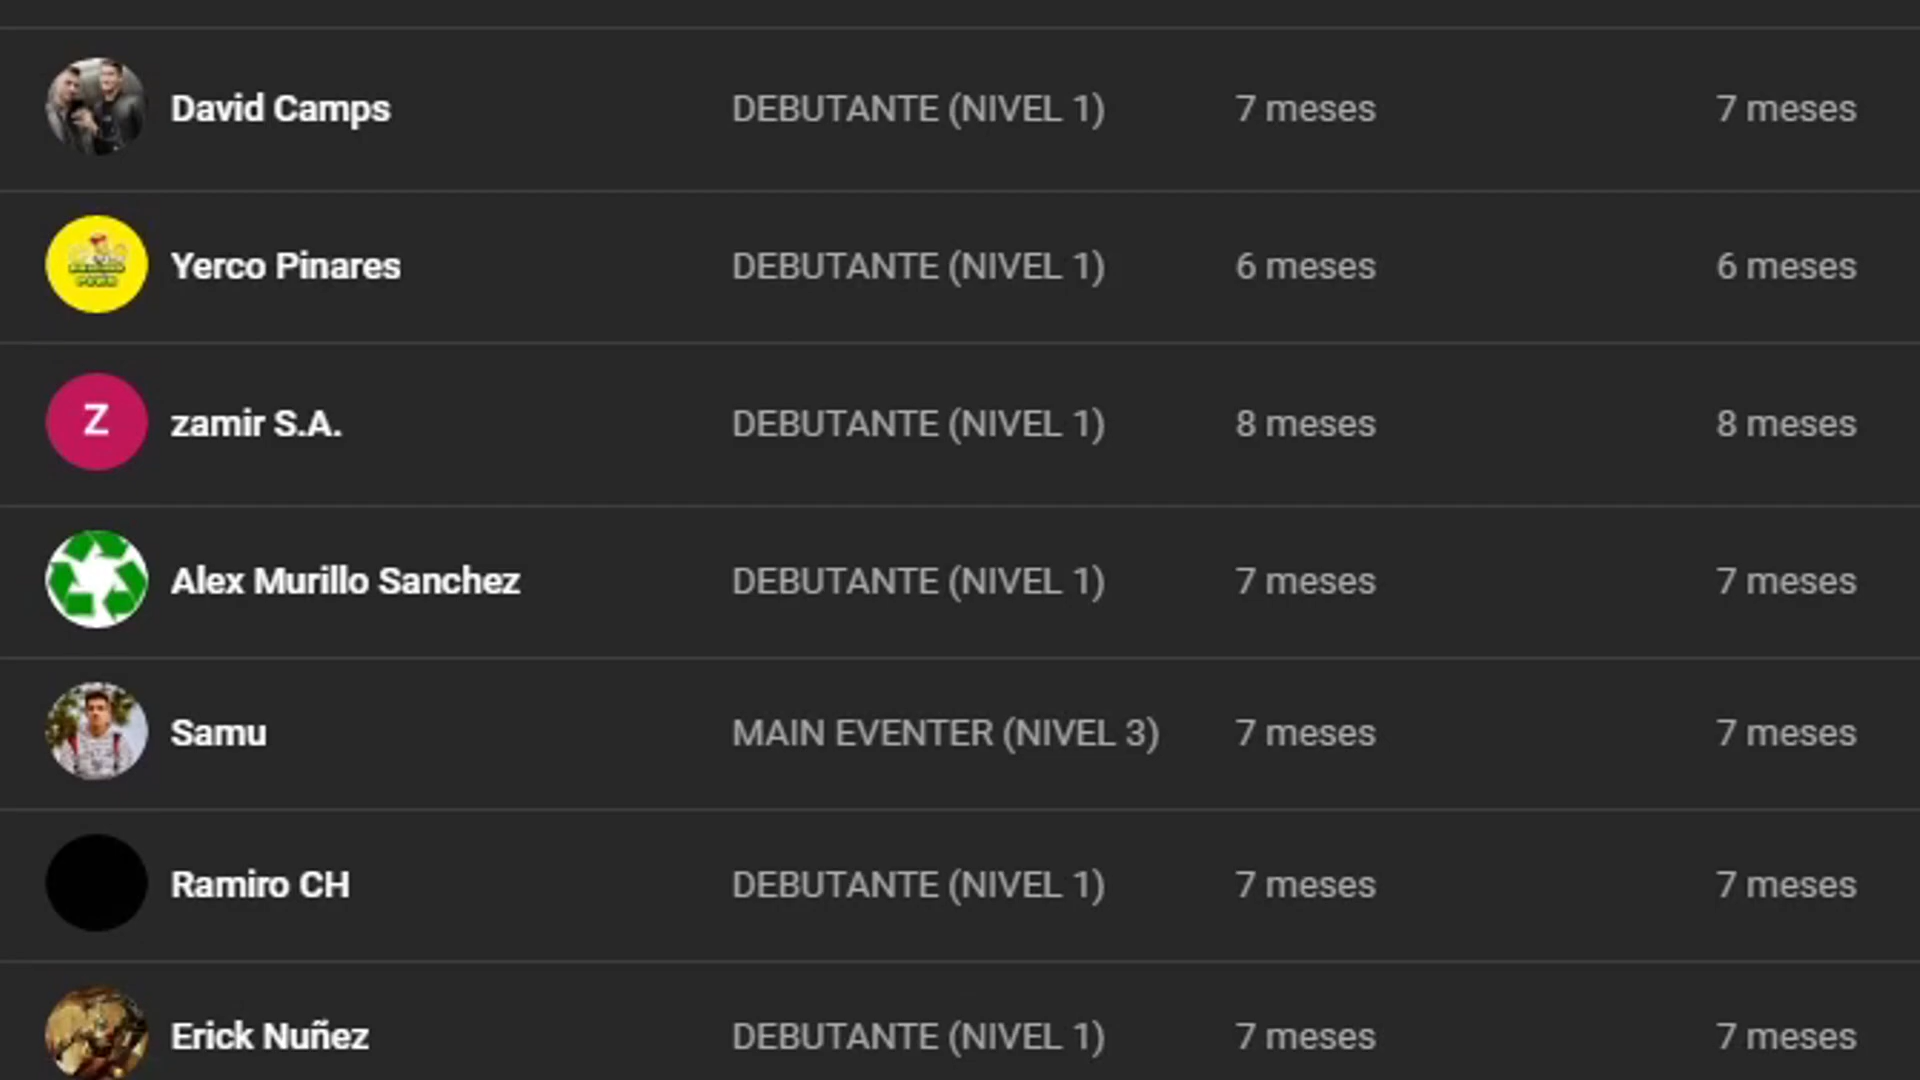 David Camps DEBUTANTE (NIVEL 1) 7 meses 7 meses
Yerco Pinares DEBUTANTE (NIVEL 1) 6 meses 6 meses
Z zamir S.A. DEBUTANTE (NIVEL 1) 8 meses 8 meses
Alex Murillo Sanchez DEBUTANTE (NIVEL 1) 7 meses 7 meses
Samu MAIN EVENTER (NIVEL 3) 7 meses 7 meses
Ramiro CH DEBUTANTE (NIVEL 1) 7 meses 7 meses
Erick Nuñez DEBUTANTE (NIVEL 1) 7 meses 7 meses